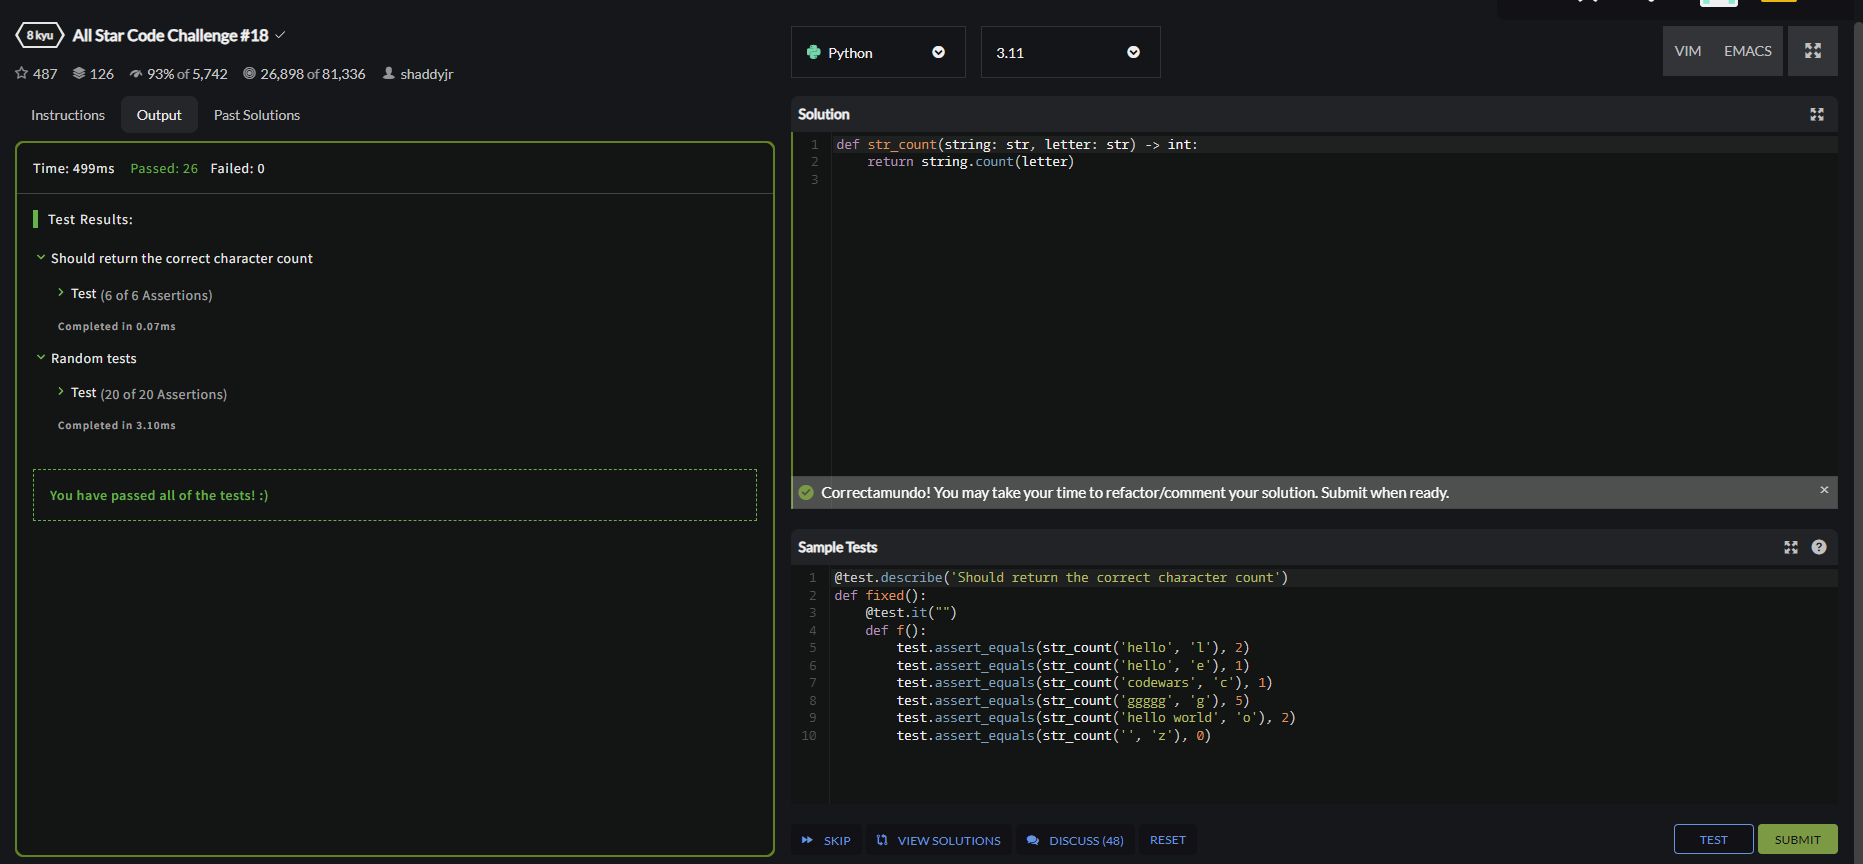 8 kyu All Star Code Challenge #18
487 126 93% of 5,742 26,898 of 81,336 shaddyjr
Instructions Output Past Solutions
Time: 499ms Passed: 26 Failed: 0
Test Results:
Should return the correct character count
Test (6 of 6 Assertions)
Completed in 0.07ms
Random tests
Test (20 of 20 Assertions)
Completed in 3.10ms
You have passed all of the tests! :)
Python 3.11 VIM EMACS
Solution
1 def str_count(string: str, letter: str) -> int:
2     return string.count(letter)
3
Correctamundo! You may take your time to refactor/comment your solution. Submit when ready. ×
Sample Tests ?
1 @test.describe('Should return the correct character count')
2 def fixed():
3     @test.it("")
4     def f():
5         test.assert_equals(str_count('hello', 'l'), 2)
6         test.assert_equals(str_count('hello', 'e'), 1)
7         test.assert_equals(str_count('codewars', 'c'), 1)
8         test.assert_equals(str_count('ggggg', 'g'), 5)
9         test.assert_equals(str_count('hello world', 'o'), 2)
10         test.assert_equals(str_count('', 'z'), 0)
SKIP VIEW SOLUTIONS DISCUSS (48) RESET TEST SUBMIT